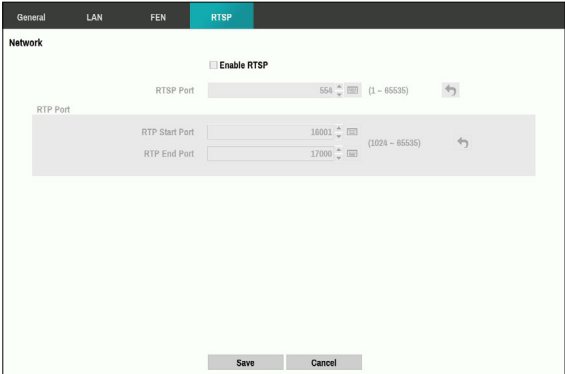 General LAN FEN RTSP
Network
Enable RTSP
RTSP Port 554 (1 ~ 65535)
RTP Port
RTP Start Port 16001
(1024 ~ 65535)
RTP End Port 17000
Save Cancel